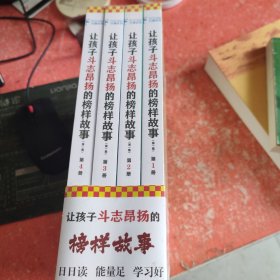 让孩子斗志昂扬的榜样故事 第4册
让孩子斗志昂扬的榜样故事 第3册
让孩子斗志昂扬的榜样故事 第2册
让孩子斗志昂扬的榜样故事 第1册
让孩子斗志昂扬的
榜样故事
日日读 能量足 学习好